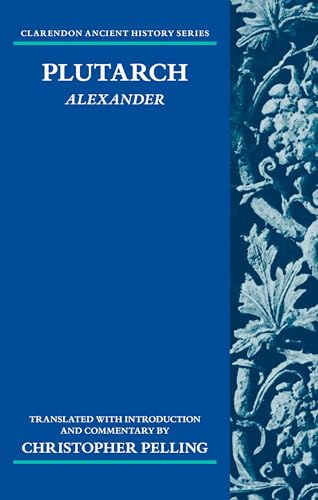 CLARENDON ANCIENT HISTORY SERIES
PLUTARCH
ALEXANDER
TRANSLATED WITH INTRODUCTION
AND COMMENTARY BY
CHRISTOPHER PELLING